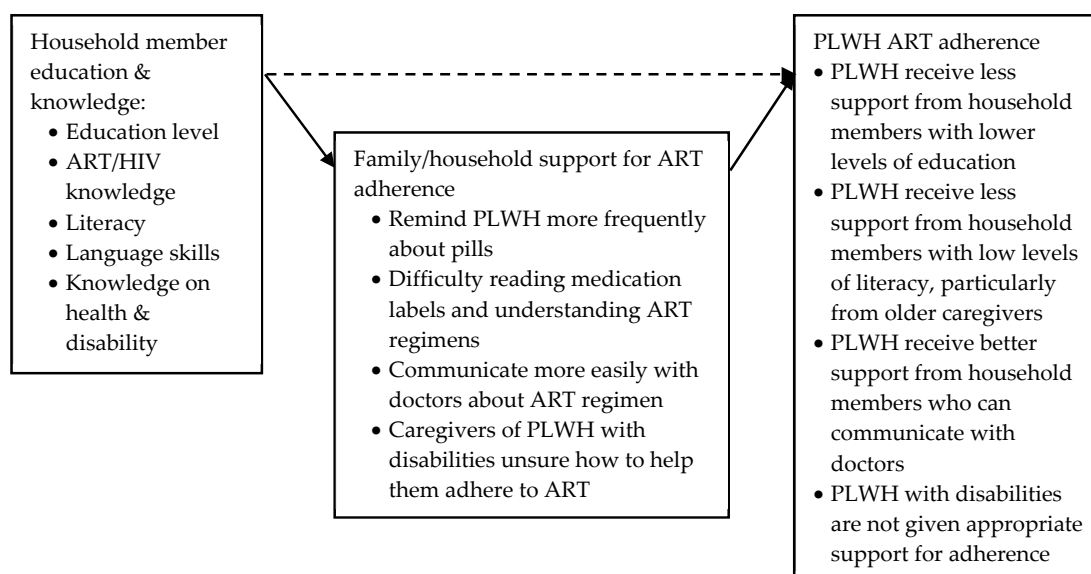 Household member
education &
knowledge:
• Education level
• ART/HIV
knowledge
• Literacy
• Language skills
• Knowledge on
health &
disability
Family/household support for ART
adherence
• Remind PLWH more frequently
about pills
• Difficulty reading medication
labels and understanding ART
regimens
• Communicate more easily with
doctors about ART regimen
• Caregivers of PLWH with
disabilities unsure how to help
them adhere to ART
PLWH ART adherence
• PLWH receive less
support from household
members with lower
levels of education
• PLWH receive less
support from household
members with low levels
of literacy, particularly
from older caregivers
• PLWH receive better
support from household
members who can
communicate with
doctors
• PLWH with disabilities
are not given appropriate
support for adherence